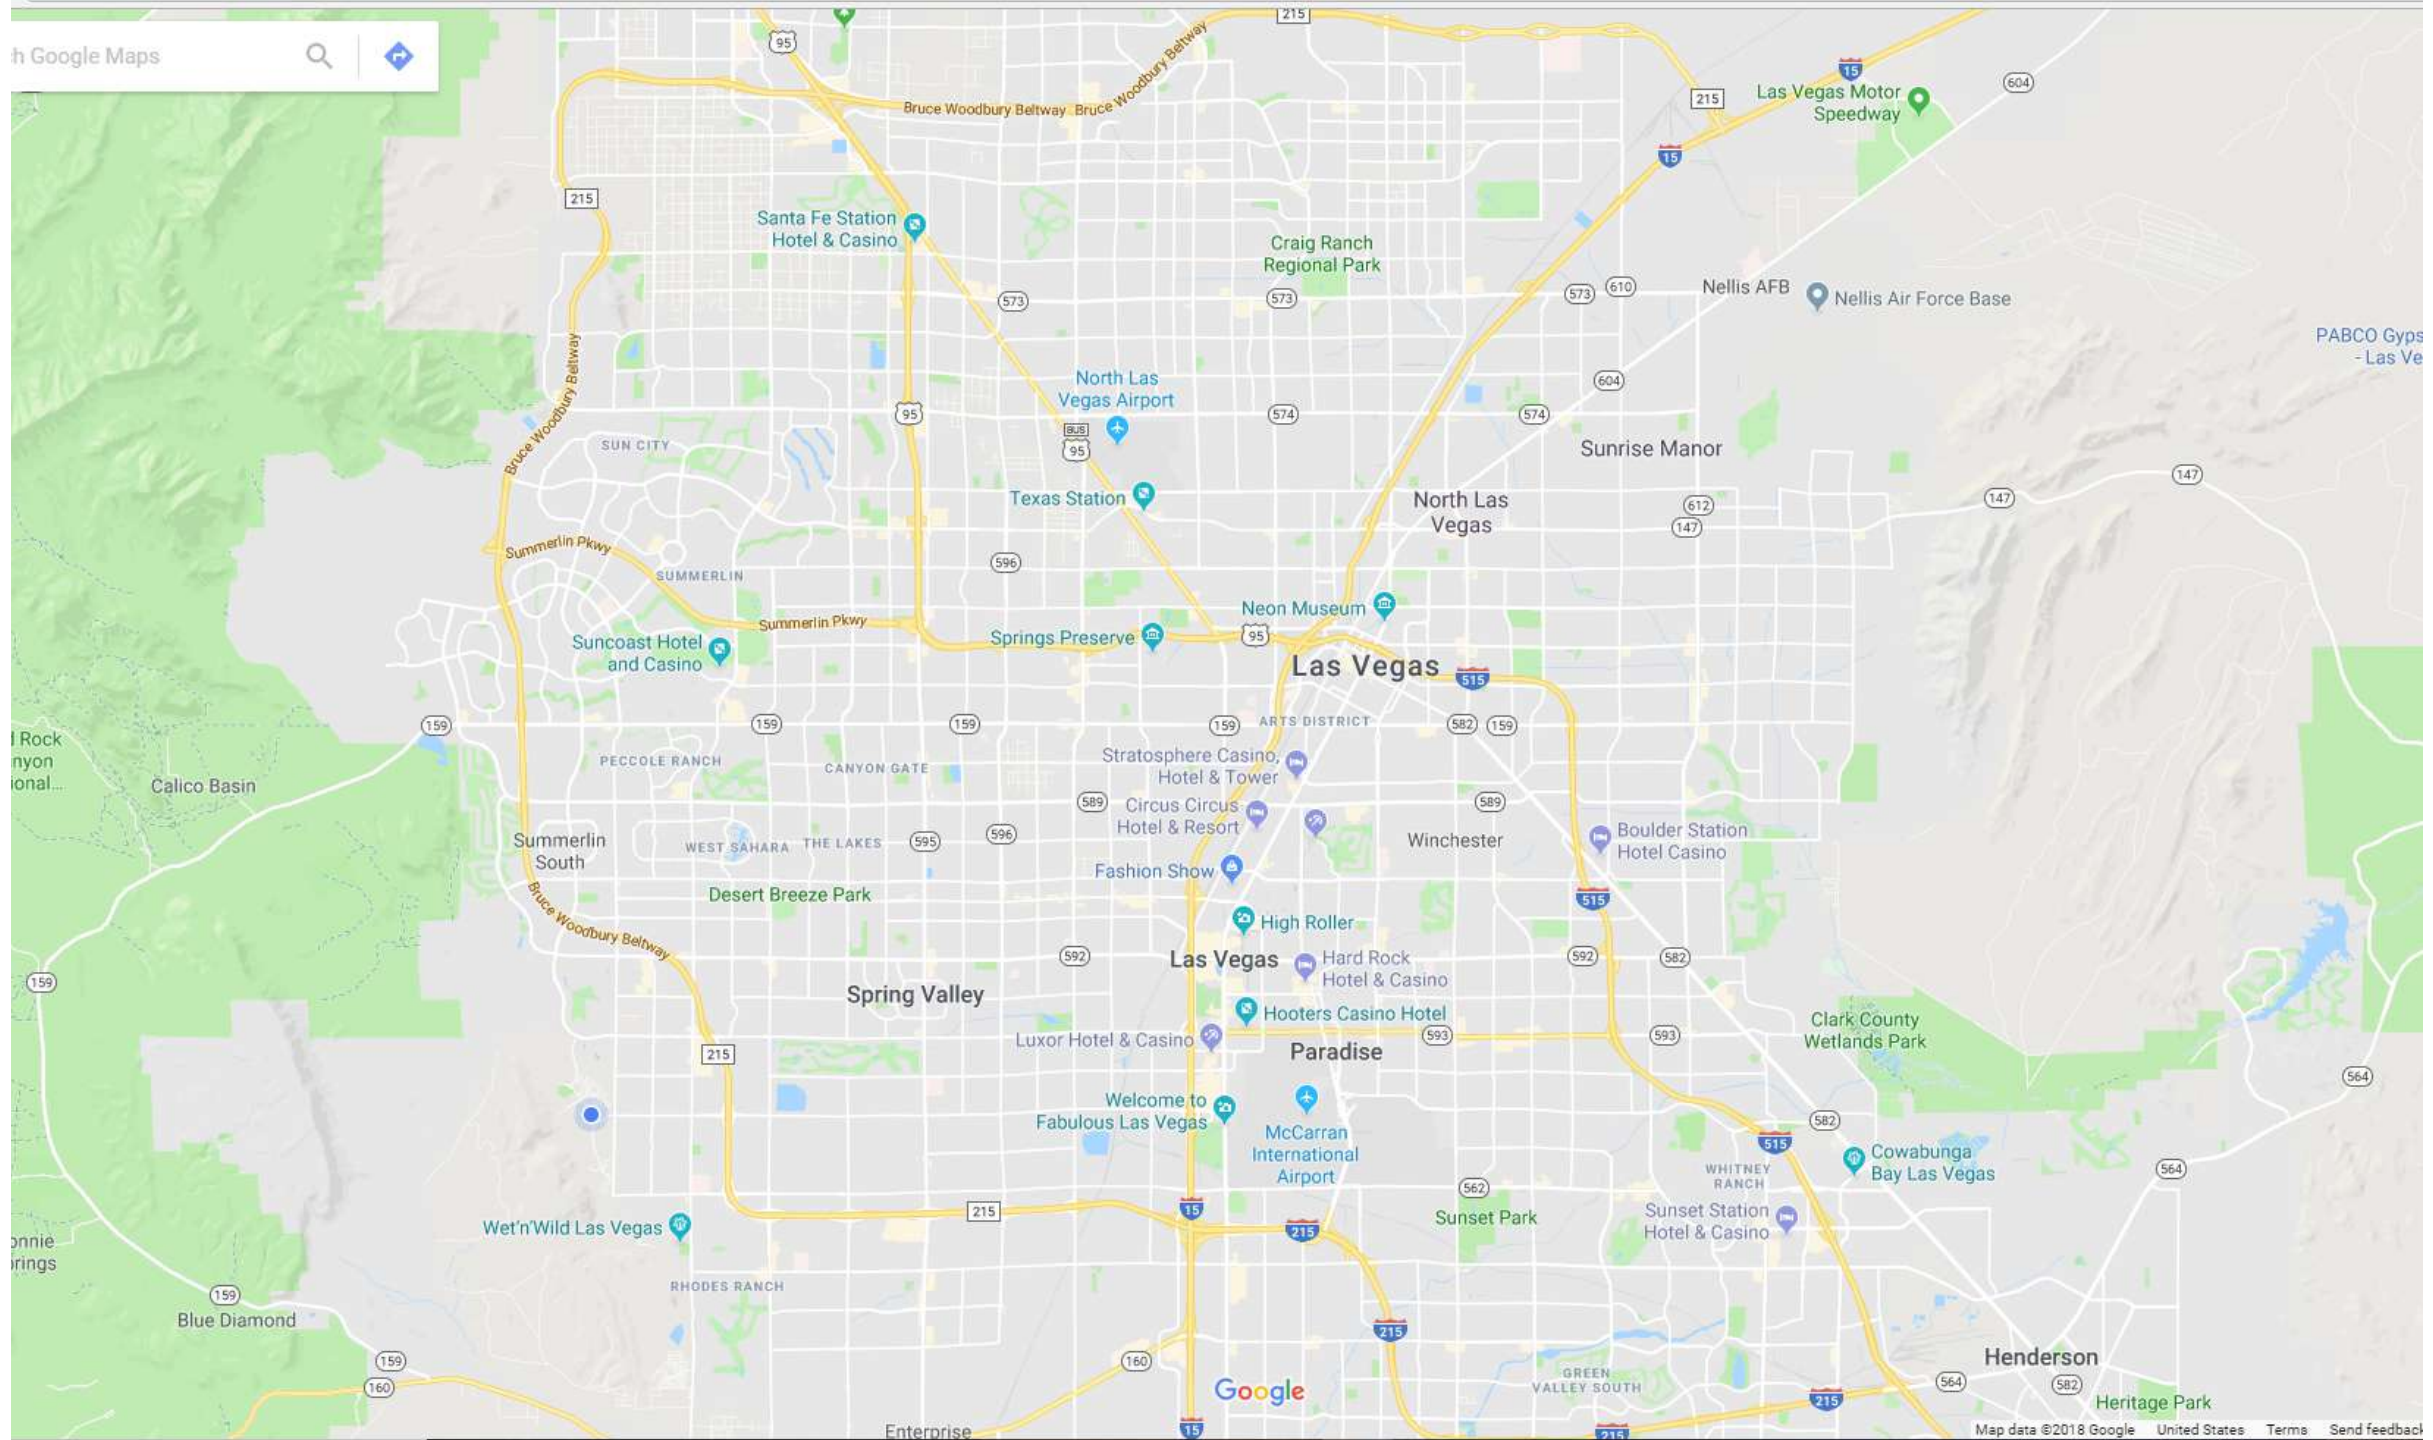 h Google Maps
95
215
Bruce Woodbury Beltway
Bruce Woodbury Beltway
15
604
Las Vegas Motor
Speedway
215
15
215
Santa Fe Station
Hotel & Casino
Craig Ranch
Regional Park
573
573
573
610
Nellis AFB
Nellis Air Force Base
PABCO Gyps
- Las Ve
Bruce Woodbury Beltway
North Las
Vegas Airport
604
95
574
574
BUS
95
SUN CITY
Sunrise Manor
147
147
Texas Station
North Las
Vegas
612
147
Summerlin Pkwy
596
SUMMERLIN
Neon Museum
Summerlin Pkwy
Springs Preserve
95
Suncoast Hotel
and Casino
Las Vegas
515
159
159
159
159
ARTS DISTRICT
582
159
d Rock
nyon
ional...
Calico Basin
PECCOLE RANCH
CANYON GATE
Stratosphere Casino,
Hotel & Tower
589
Circus Circus
Hotel & Resort
589
Summerlin
South
WEST SAHARA
THE LAKES
595
596
Winchester
Boulder Station
Hotel Casino
Fashion Show
Desert Breeze Park
515
Bruce Woodbury Beltway
High Roller
592
Las Vegas
Hard Rock
Hotel & Casino
592
582
159
Spring Valley
Hooters Casino Hotel
Clark County
Wetlands Park
Luxor Hotel & Casino
593
593
215
Paradise
564
Welcome to
Fabulous Las Vegas
McCarran
International
Airport
582
515
Cowabunga
Bay Las Vegas
WHITNEY
RANCH
564
562
Wet'n'Wild Las Vegas
215
15
215
Sunset Park
Sunset Station
Hotel & Casino
onnie
rings
RHODES RANCH
159
Blue Diamond
215
159
160
160
Google
GREEN
VALLEY SOUTH
Henderson
564
582
215
Heritage Park
Enterprise
15
215
Map data ©2018 Google
United States
Terms
Send feedback